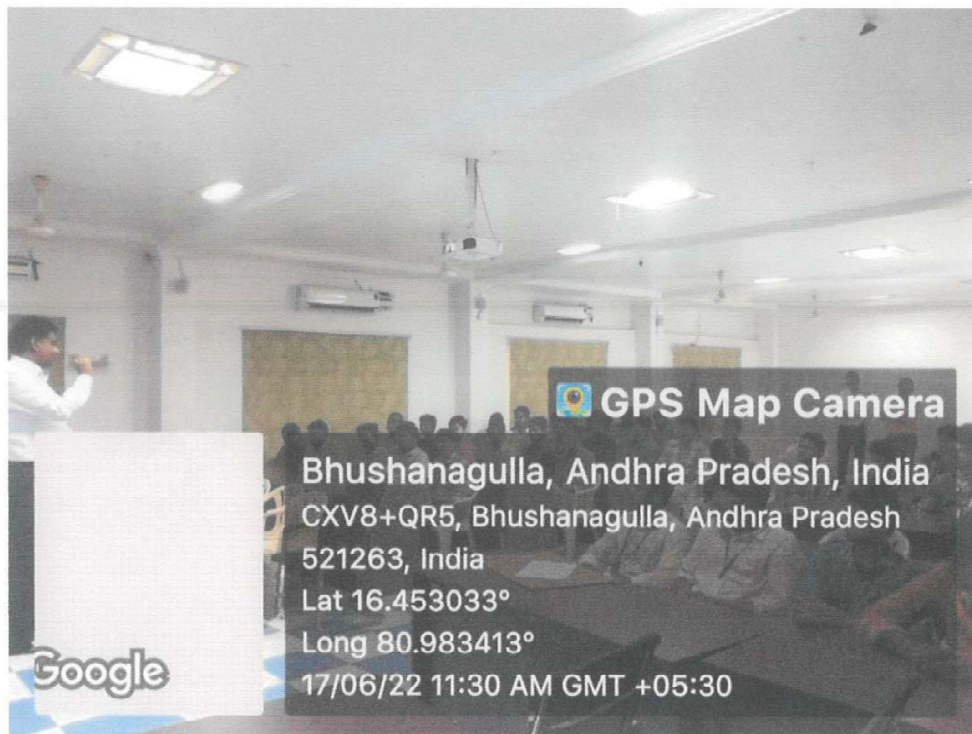 GPS Map Camera
Bhushanagulla, Andhra Pradesh, India
CXV8+QR5, Bhushanagulla, Andhra Pradesh
521263, India
Lat 16.453033°
Long 80.983413°
17/06/22 11:30 AM GMT +05:30
Google